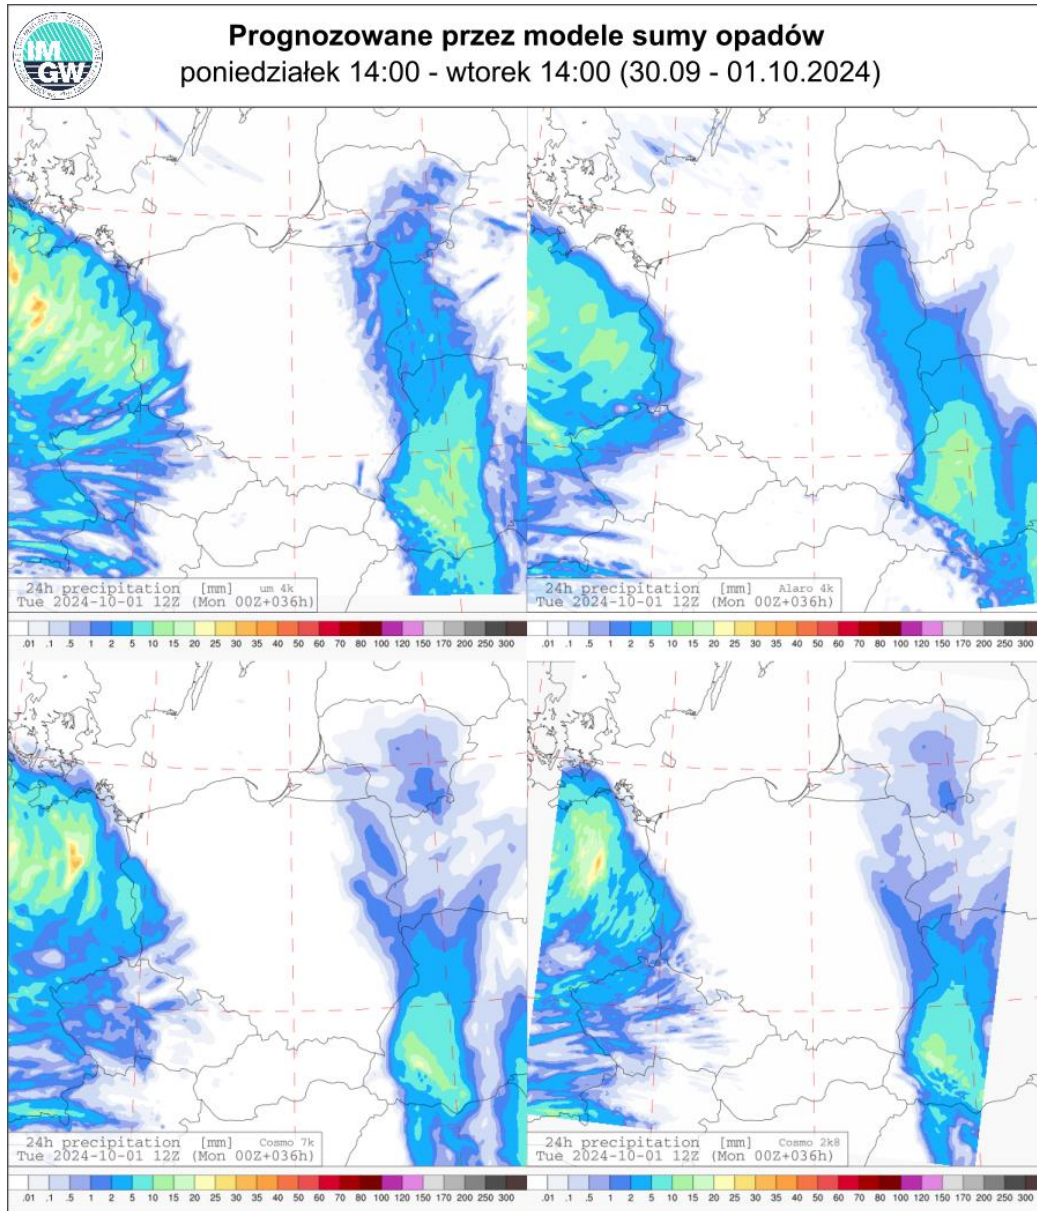 IM
GW
Prognozowane przez modele sumy opadów
poniedziałek 14:00 - wtorek 14:00 (30.09 - 01.10.2024)
24h precipitation [mm] um 4k
Tue 2024-10-01 12Z (Mon 00Z+036h)
24h precipitation [mm] Alaro 4k
Tue 2024-10-01 12Z (Mon 00Z+036h)
.01 .1 .5 1 2 5 10 15 20 25 30 35 40 50 60 70 80 100 120 150 170 200 250 300
.01 .1 .5 1 2 5 10 15 20 25 30 35 40 50 60 70 80 100 120 150 170 200 250 300
24h precipitation [mm] Cosmo 7k
Tue 2024-10-01 12Z (Mon 00Z+036h)
24h precipitation [mm] Cosmo 2k8
Tue 2024-10-01 12Z (Mon 00Z+036h)
.01 .1 .5 1 2 5 10 15 20 25 30 35 40 50 60 70 80 100 120 150 170 200 250 300
.01 .1 .5 1 2 5 10 15 20 25 30 35 40 50 60 70 80 100 120 150 170 200 250 300